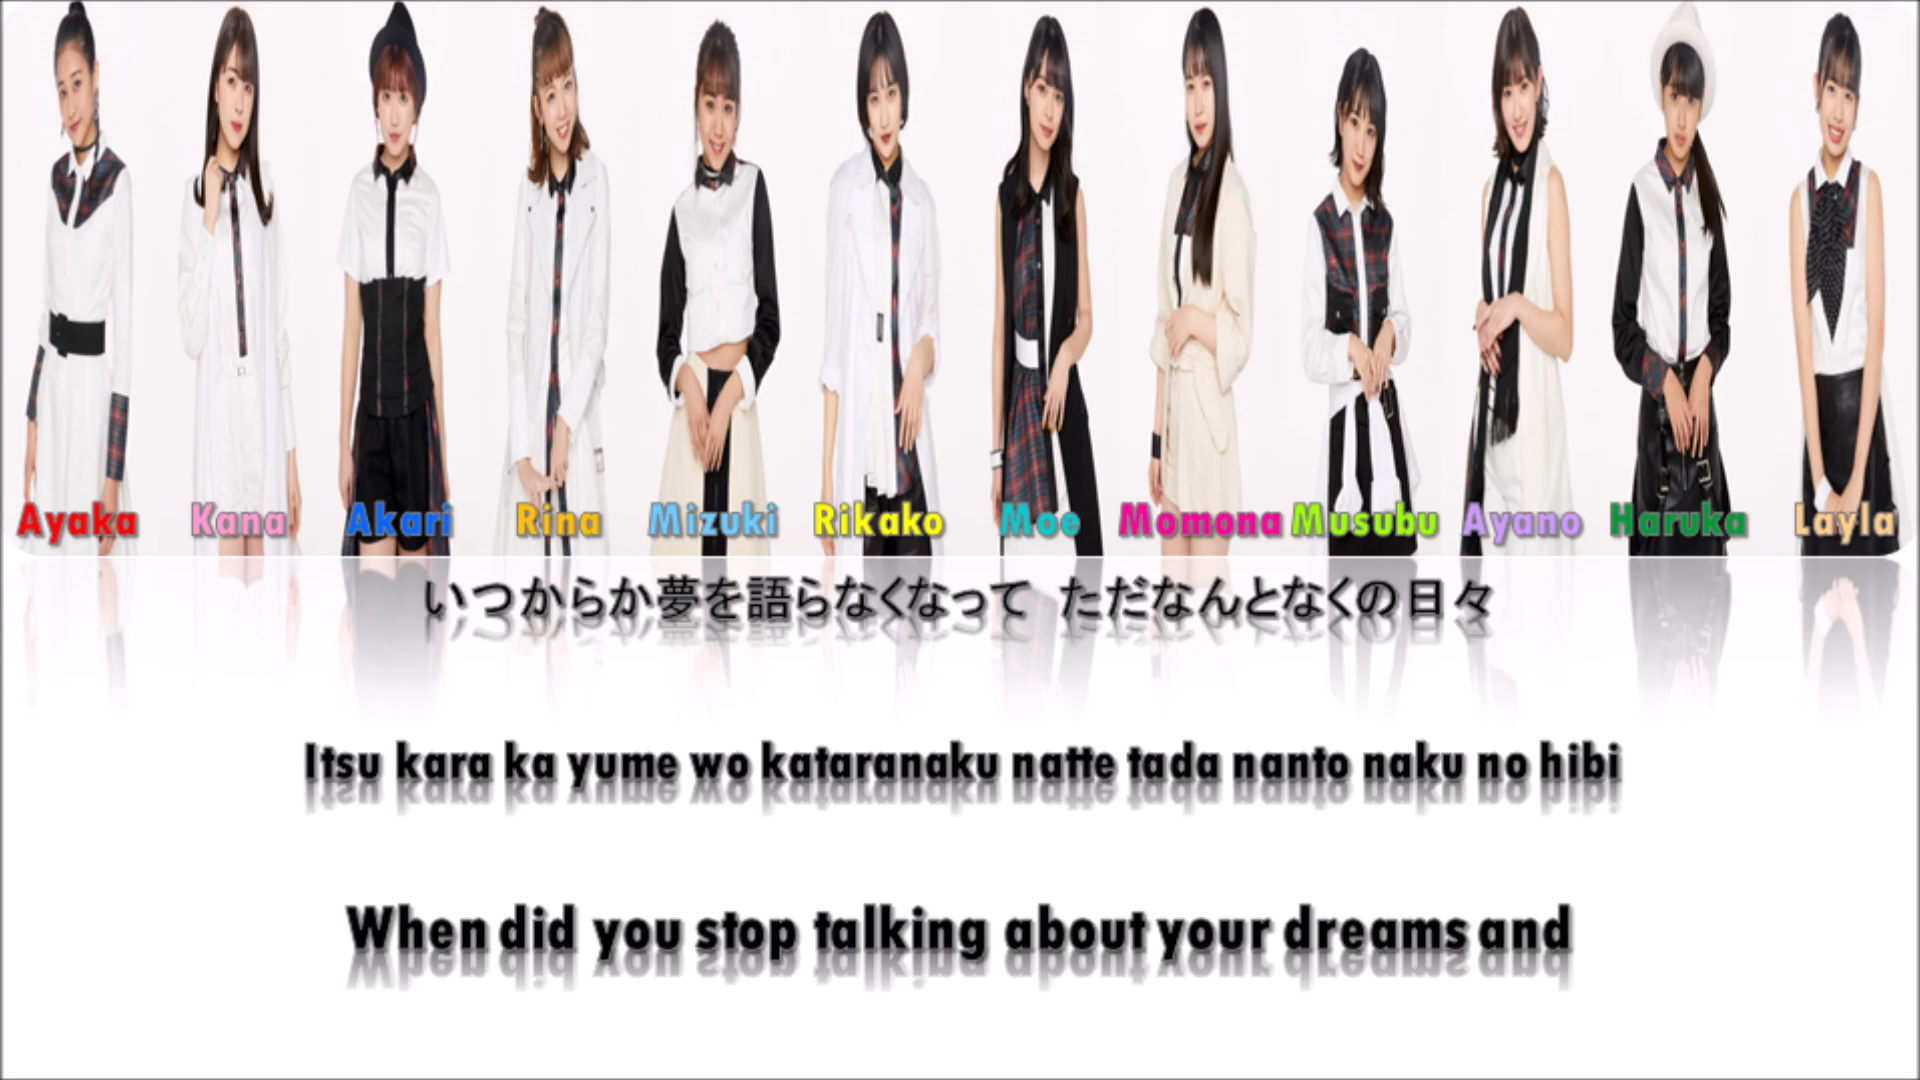 Ayaka Kana Akari Rina Mizuki Rikako Moe Momona Musubu Ayano Haruka Layla
いつからか夢を語らなくなって ただなんとなくの日々
Itsu kara ka yume wo kataranaku natte tada nanto naku no hibi
When did you stop talking about your dreams and